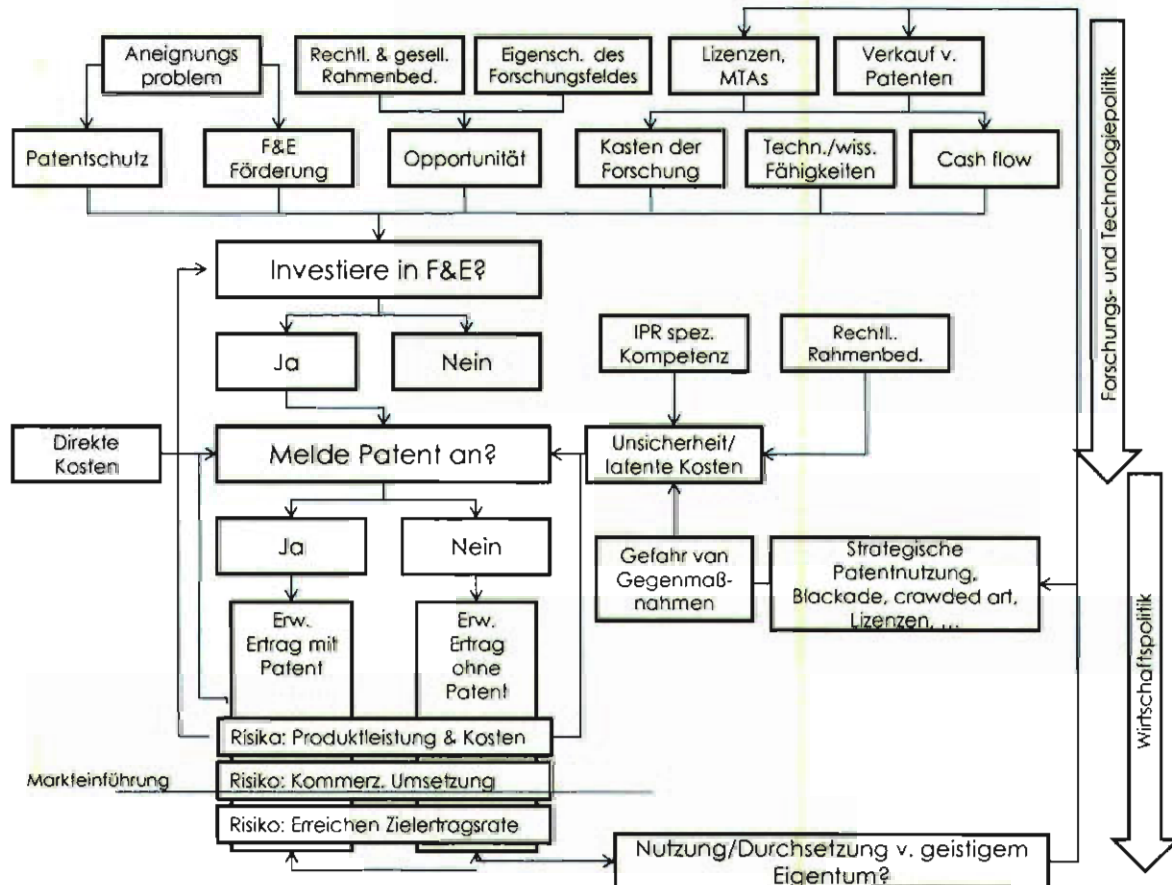 Aneignungs
problem
Rechtl. & gesell.
Rahmenbed.
Eigensch. des
Forschungsfeldes
Lizenzen,
MTAs
Verkauf v.
Patenten
Patentschutz
F&E
Förderung
Opportunität
Kosten der
Forschung
Techn./wiss.
Fähigkeiten
Cash flow
Forschungs- und Technologiepolitik
Investiere in F&E?
Ja
Nein
IPR spez.
Kompetenz
Rechtl..
Rahmenbed.
Direkte
Kosten
Melde Patent an?
Unsicherheit/
latente Kosten
Ja
Nein
Gefahr van
Gegenmaß-
nahmen
Strategische
Patentnutzung,
Blackade, crawded art,
Lizenzen, ...
Erw.
Ertrag mit
Patent
Erw.
Ertrag
ohne
Patent
Wirtschaftspolitik
Risika: Produktleistung & Kosten
Markteinführung
Risiko: Kommerz. Umsetzung
Risiko: Erreichen Zielertragsrate
Nutzung/Durchsetzung v. geistigem
Eigentum?